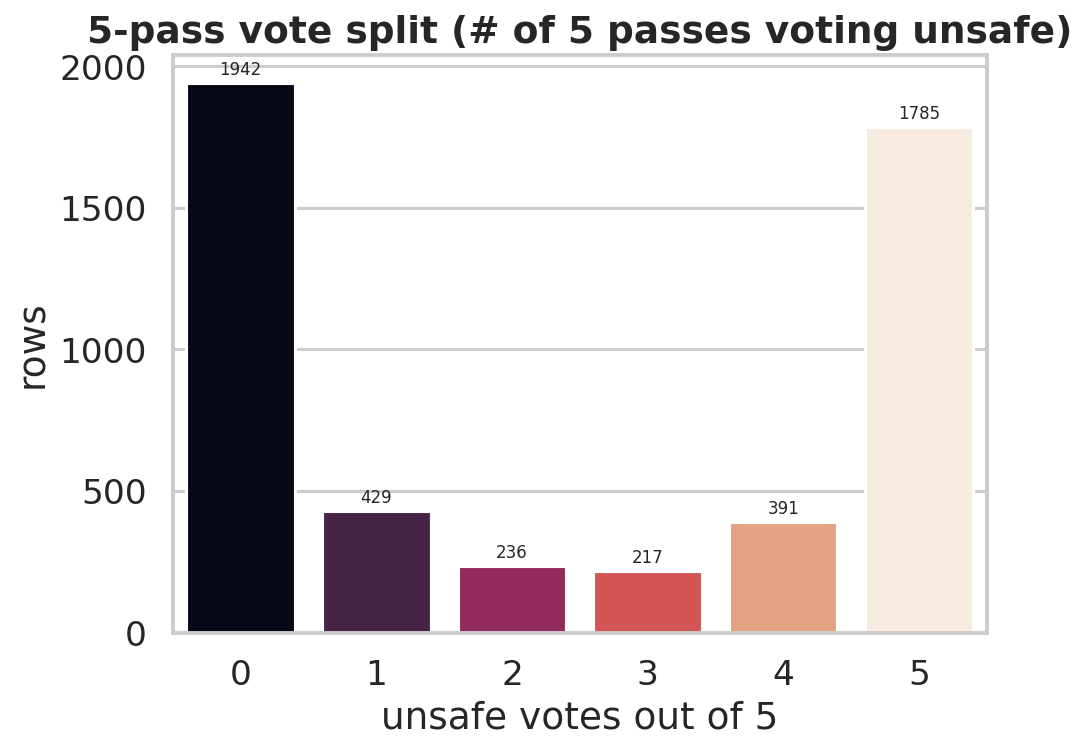 5-pass vote split (# of 5 passes voting unsafe)
2000
1500
1000
500
0
rows
1942
429
236
217
391
1785
0 1 2 3 4 5
unsafe votes out of 5